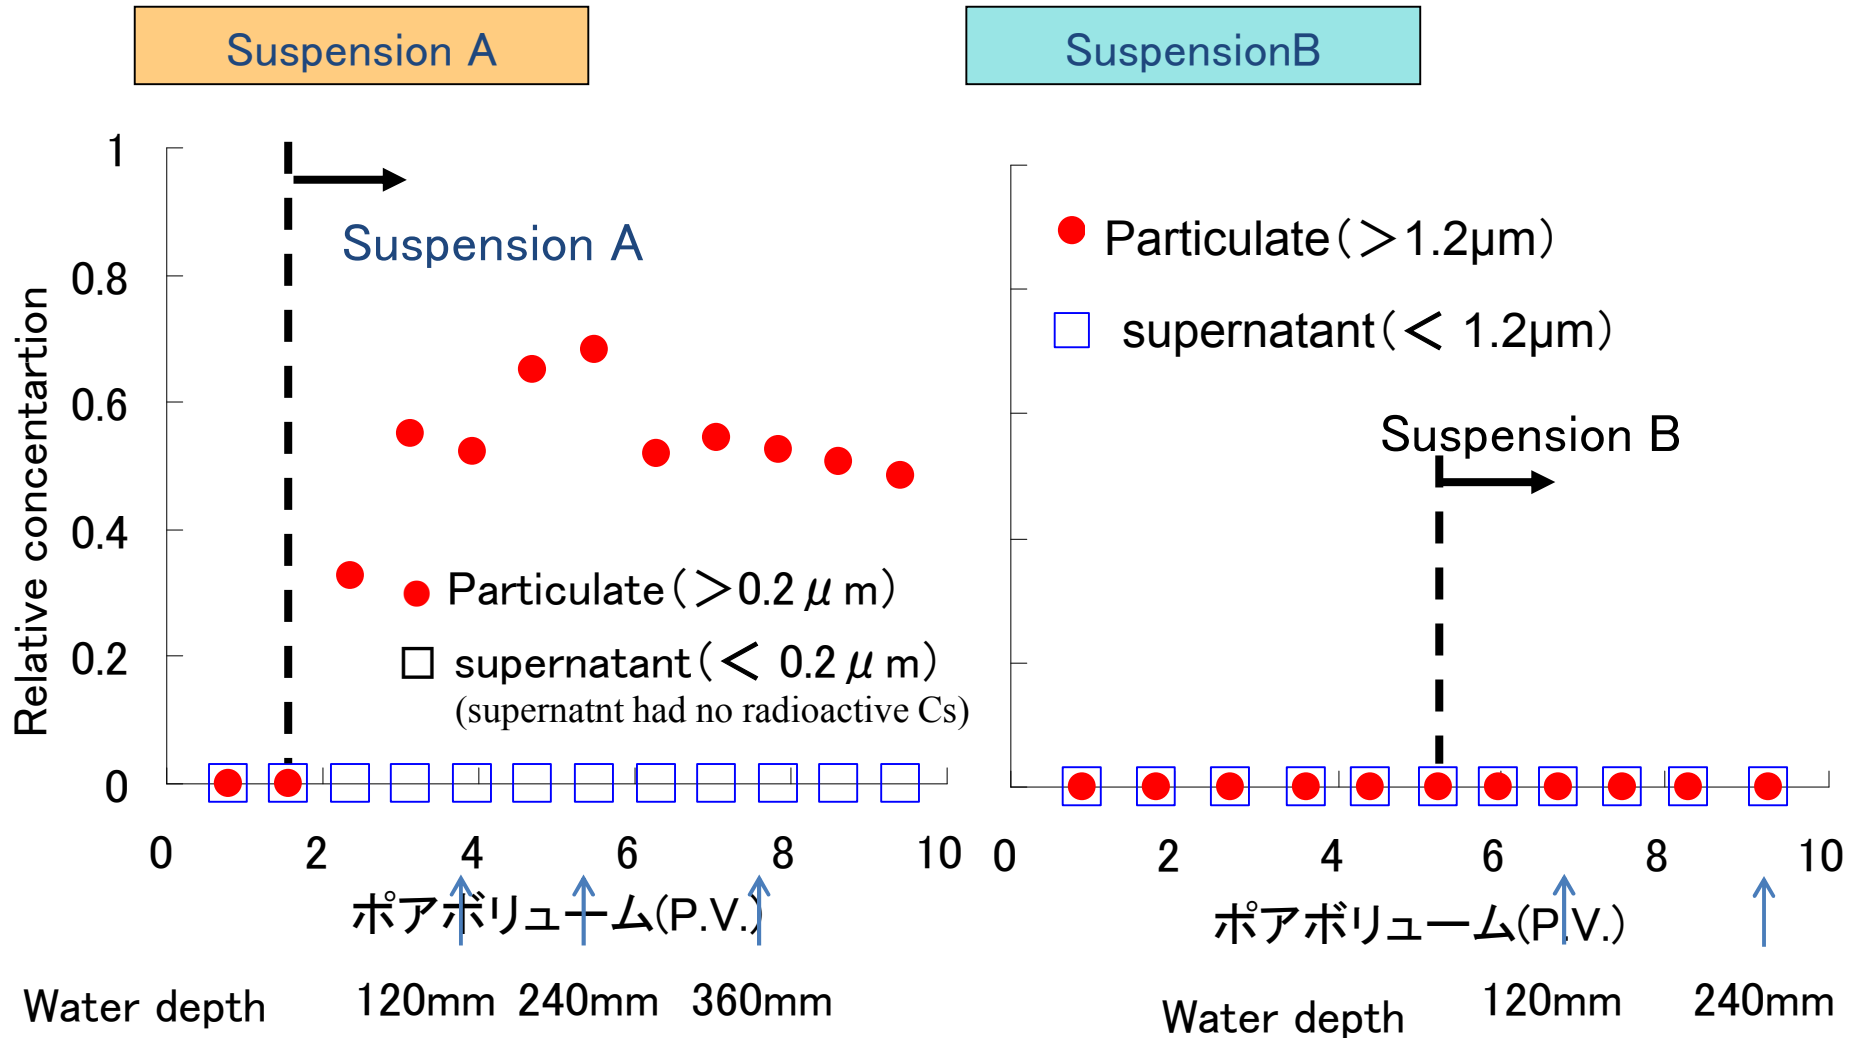 Suspension A
SuspensionB
1
0.8
0.6
0.4
0.2
0
Relative concentartion
Suspension A
Particulate(>0.2μm)
supernatant(< 0.2μm)
(supernatnt had no radioactive Cs)
0 2 4 6 8 10
ポアボリューム(P.V.)
Water depth 120mm 240mm 360mm
Particulate(>1.2µm)
supernatant(< 1.2µm)
Suspension B
0 2 4 6 8 10
ポアボリューム(P.V.)
Water depth 120mm 240mm